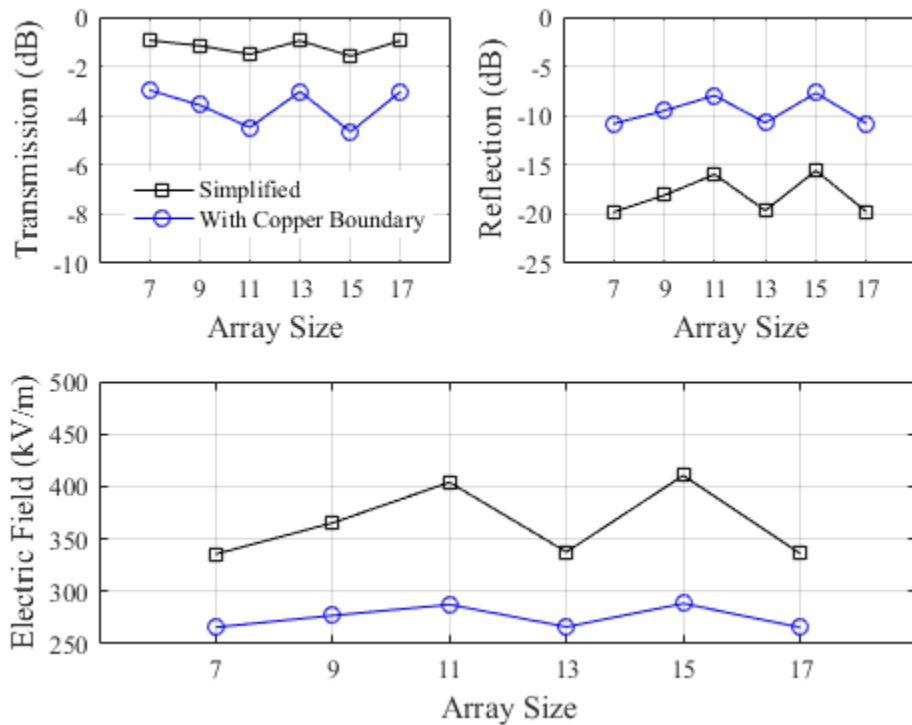 Transmission (dB)
0
-2
-4
-6
-8
-10
Simplified
With Copper Boundary
7 9 11 13 15 17
Array Size
Reflection (dB)
0
-5
-10
-15
-20
-25
7 9 11 13 15 17
Array Size
Electric Field (kV/m)
500
450
400
350
300
250
7 9 11 13 15 17
Array Size